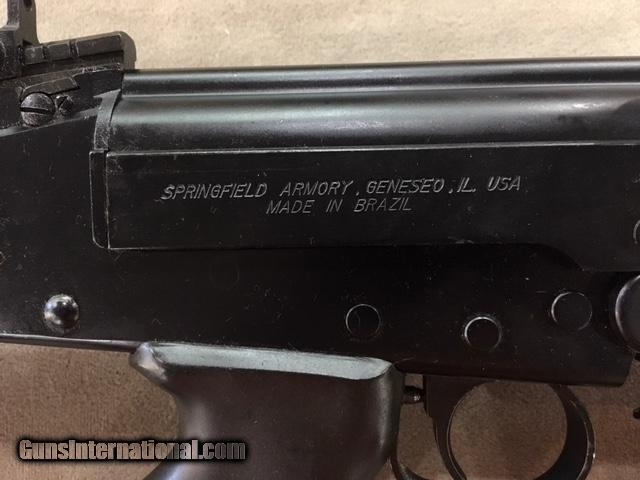 SPRINGFIELD ARMORY, GENESEO, IL. USA
MADE IN BRAZIL
GunsInternational.com